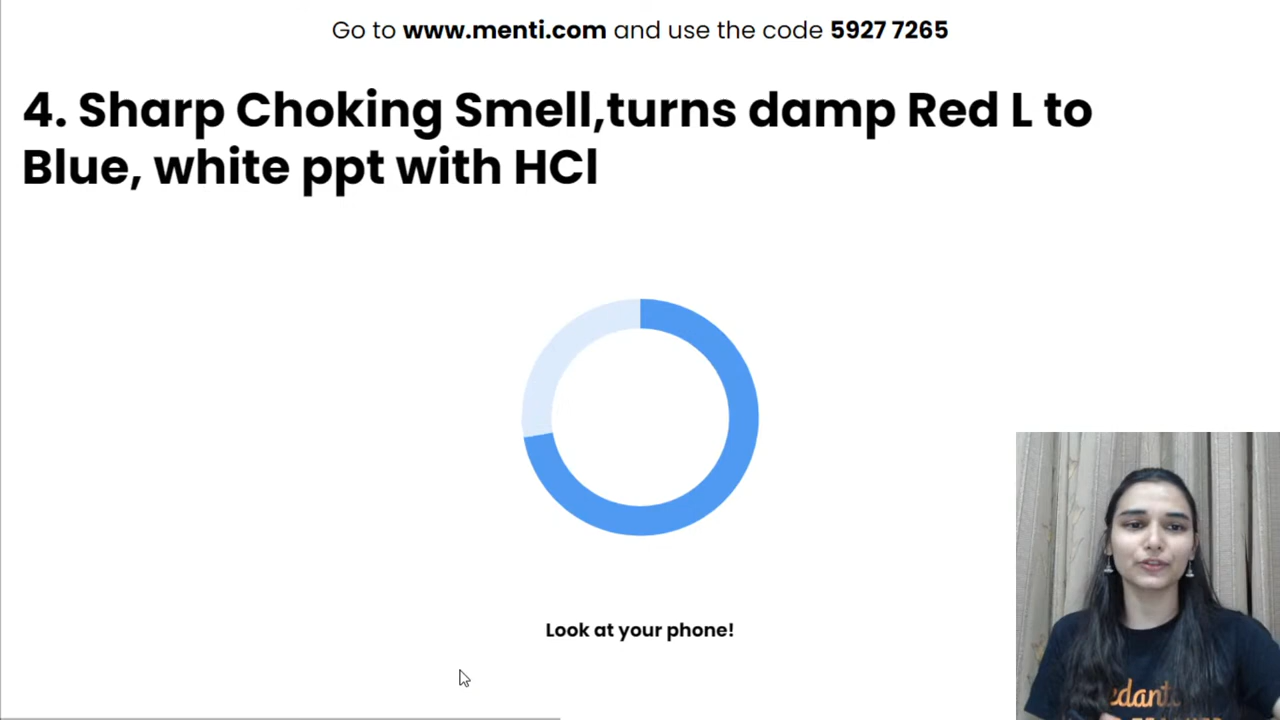 Go to www.menti.com and use the code 5927 7265
4. Sharp Choking Smell,turns damp Red L to
Blue, white ppt with HCl
Look at your phone!